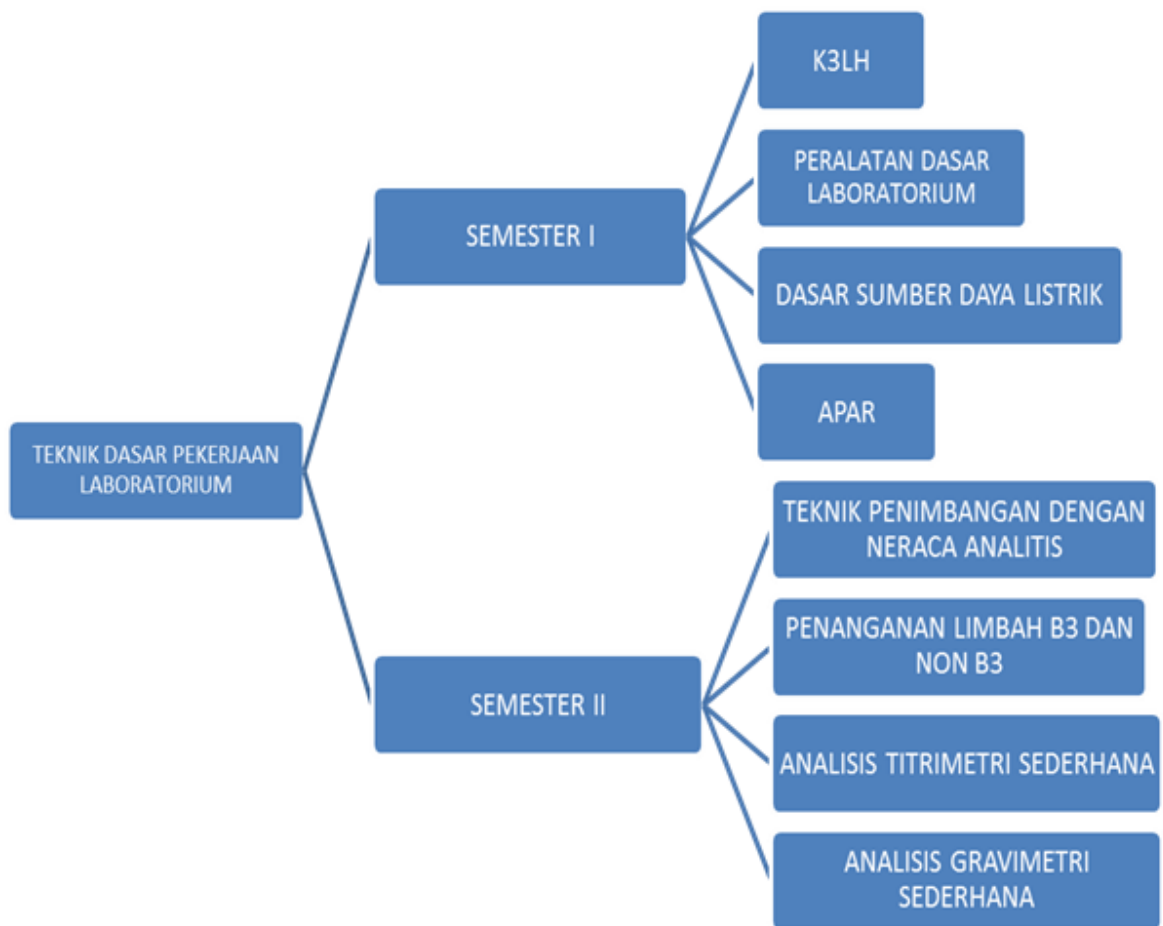 TEKNIK DASAR PEKERJAAN
LABORATORIUM
SEMESTER I
K3LH
PERALATAN DASAR
LABORATORIUM
DASAR SUMBER DAYA LISTRIK
APAR
SEMESTER II
TEKNIK PENIMBANGAN DENGAN
NERACA ANALITIS
PENANGANAN LIMBAH B3 DAN
NON B3
ANALISIS TITRIMETRI SEDERHANA
ANALISIS GRAVIMETRI
SEDERHANA